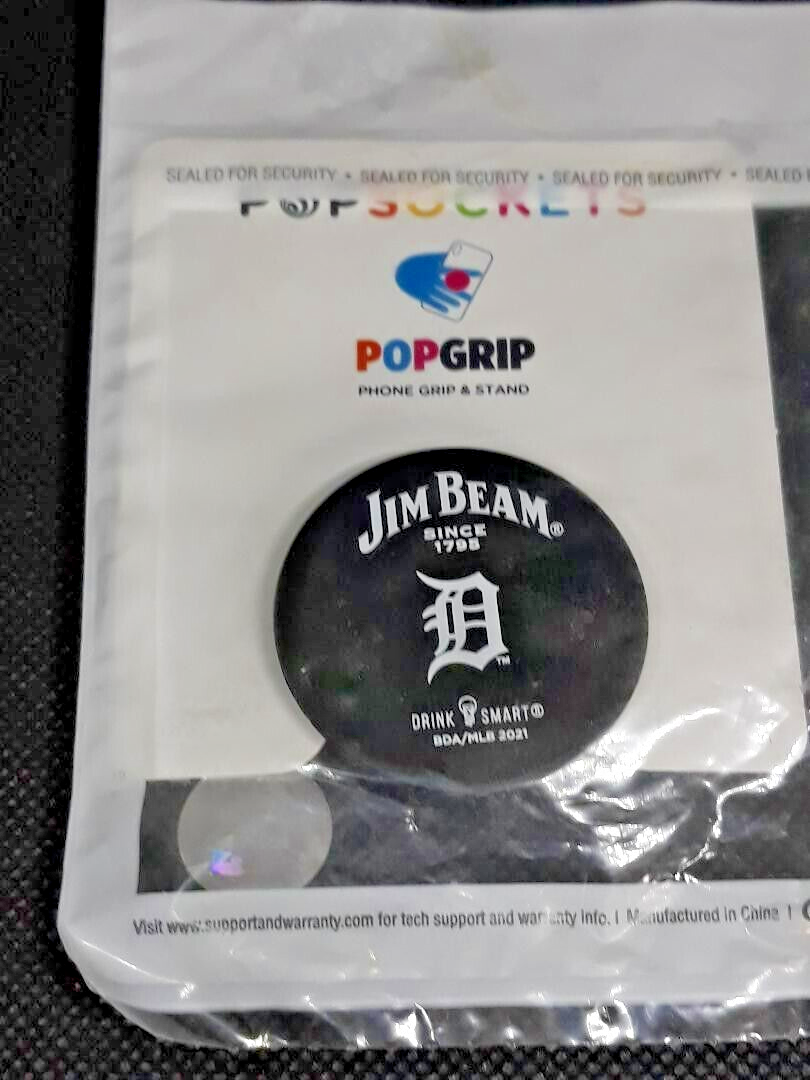 SEALED FOR SECURITY • SEALED FOR SECURITY • SEALED FOR SECURITY • SEALED
POPSOCKETS
POPGRIP
PHONE GRIP & STAND
JIM BEAM®
SINCE
1795
D™
DRINK SMART®
BDA/MLB 2021
Visit www.supportandwarranty.com for tech support and warranty info. | Manufactured in China |